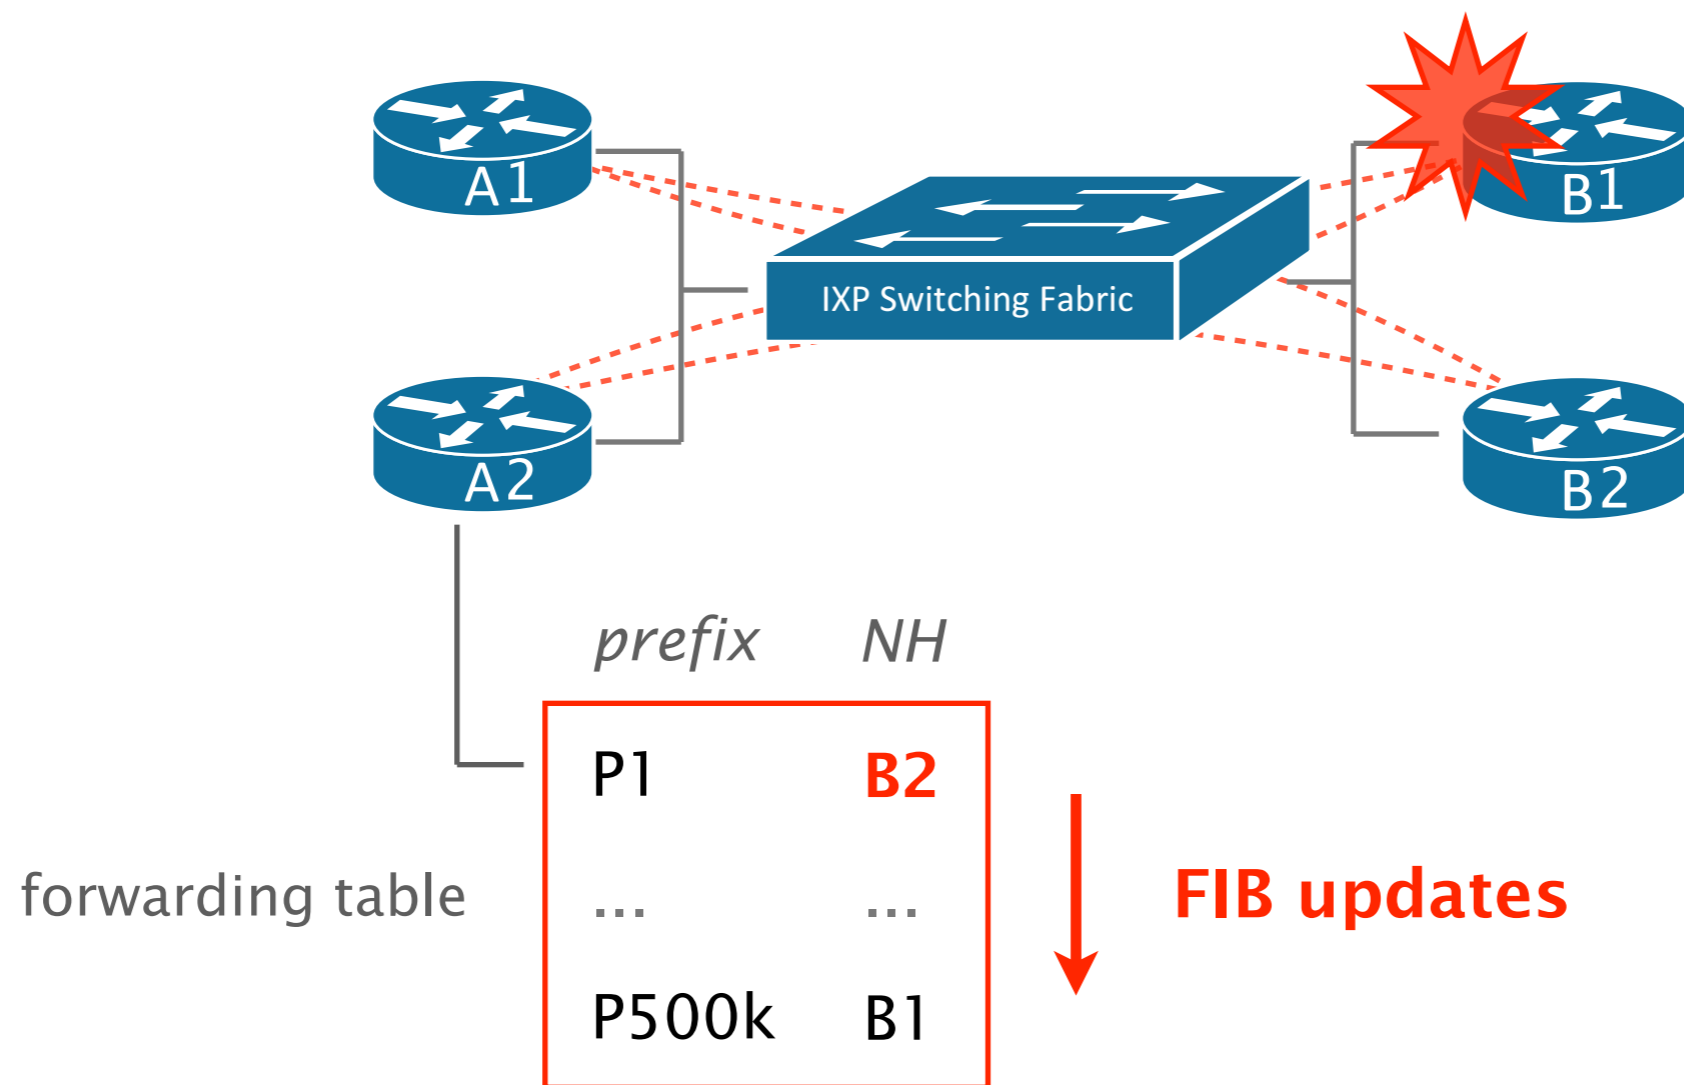 A1
B1
IXP Switching Fabric
A2
B2
prefix NH
P1 B2
forwarding table ... ... FIB updates
P500k B1